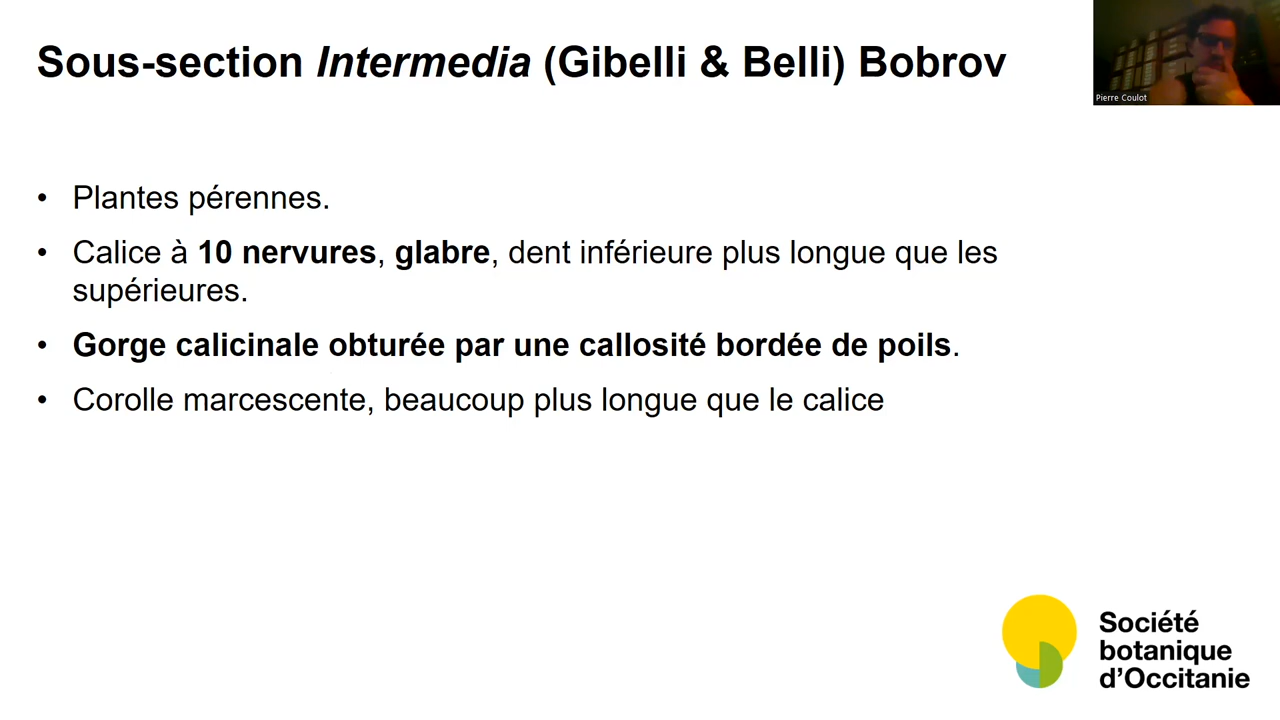 Sous-section Intermedia (Gibelli & Belli) Bobrov
Pierre Coulot
• Plantes pérennes.
• Calice à 10 nervures, glabre, dent inférieure plus longue que les
supérieures.
• Gorge calicinale obturée par une callosité bordée de poils.
• Corolle marcescente, beaucoup plus longue que le calice
Société
botanique
d'Occitanie